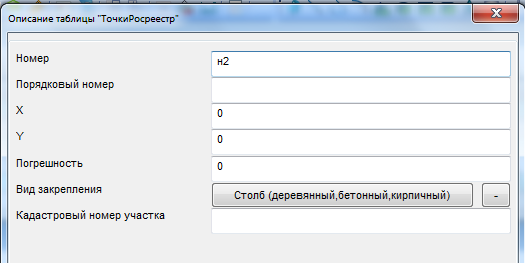 Описание таблицы "ТочкиРосреестр"
Номер н2
Порядковый номер
X 0
Y 0
Погрешность 0
Вид закрепления Столб (деревянный,бетонный,кирпичный) -
Кадастровый номер участка